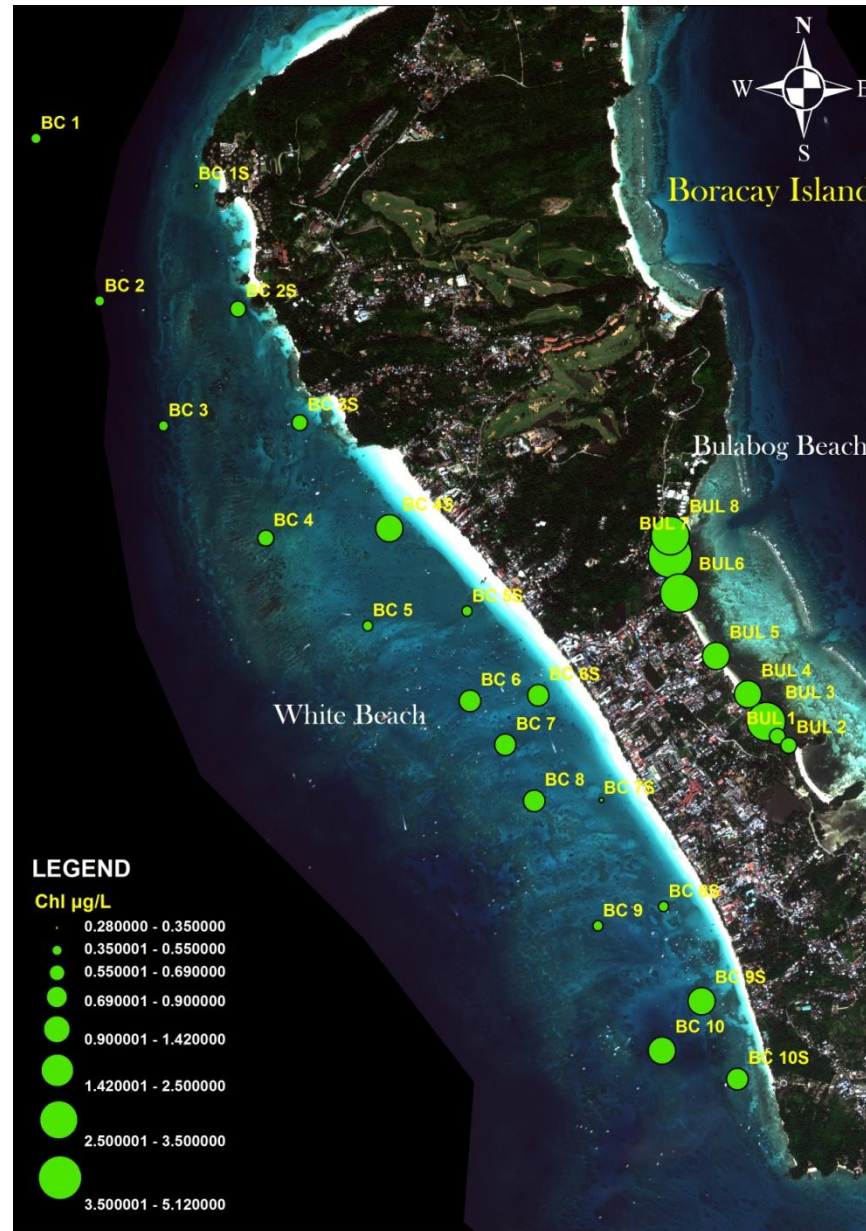 N
W E
S
Boracay Island
BC 1
BC 1S
BC 2
BC 2S
BC 3
BC 3S
Bulabog Beach
BC 4
BC 4S
BUL 8
BUL 7
BUL6
BC 5
BC 5S
BUL 5
BC 6
BC 6S
BUL 4
BUL 3
White Beach
BC 7
BUL 1
BUL 2
BC 8
BC 7S
BC 9
BC 8S
BC 9S
BC 10
BC 10S
LEGEND
Chl µg/L
0.280000 - 0.350000
0.350001 - 0.550000
0.550001 - 0.690000
0.690001 - 0.900000
0.900001 - 1.420000
1.420001 - 2.500000
2.500001 - 3.500000
3.500001 - 5.120000